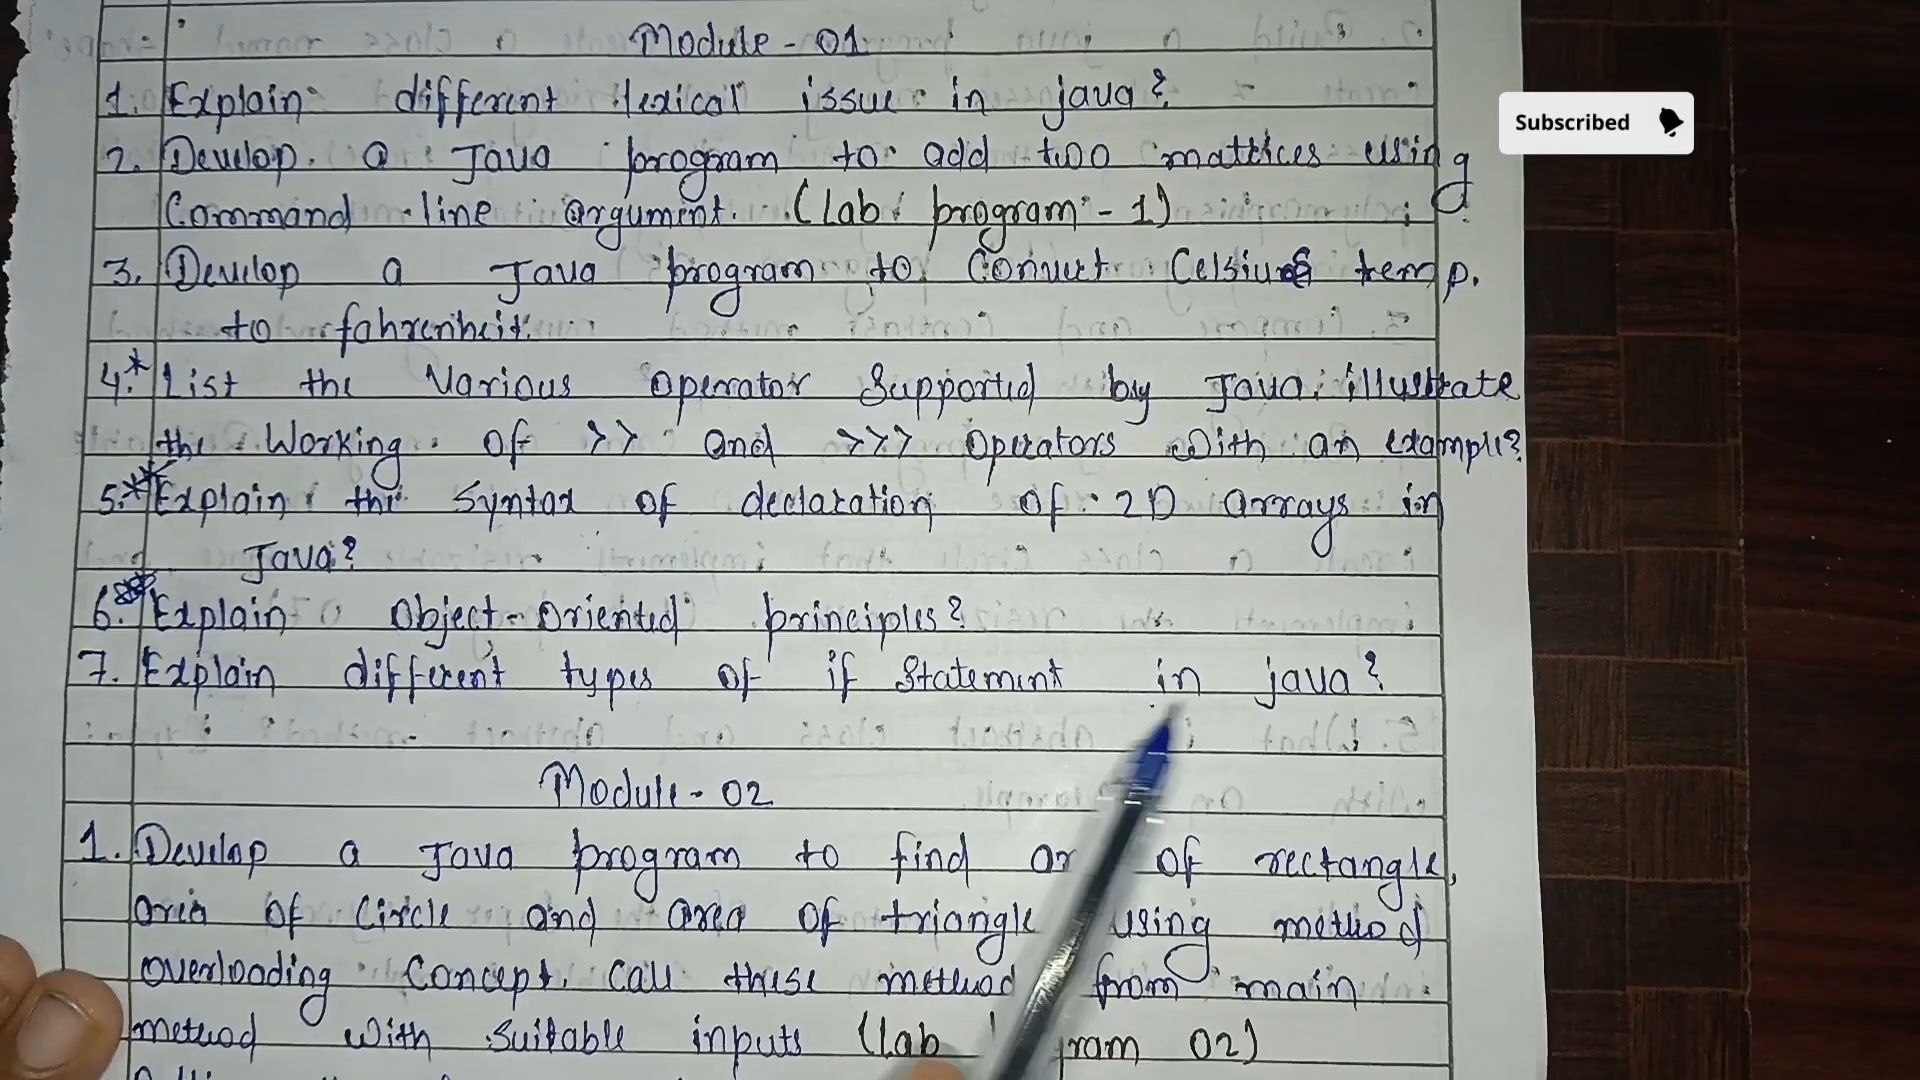 Module - 01
1. Explain different lexical issue in java?
Subscribed
2. Develop a Java program to add two matrices using
Command line argument. (lab program - 1)
3. Develop a Java program to Convert Celsius temp.
to fahrenheit.
4.* List the Various operator Supported by Java. illustrate
the Working of >> and >>> operators with an example?
5.* Explain the Syntax of declaration of 2D arrays in
Java?
6. Explain object-oriented principles?
7. Explain different types of if statement in java?
Module - 02
1. Develop a Java program to find of rectangle,
area of Circle and area of triangle using method
overloading Concept. Call these method from main
method with suitable inputs (lab gram 02)